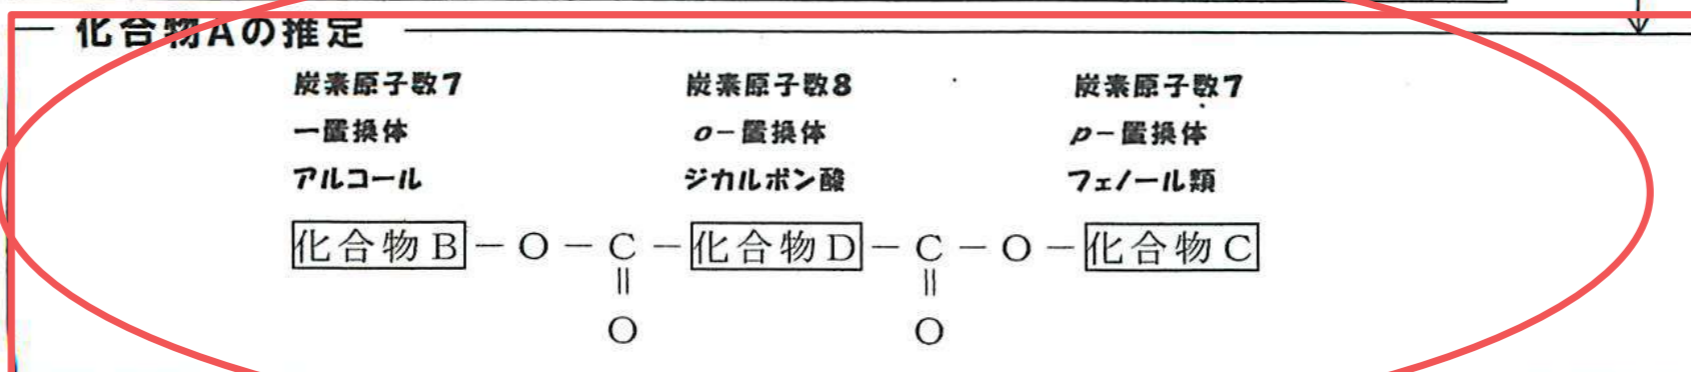 化合物Aの推定
炭素原子数7 炭素原子数8 炭素原子数7
一置換体 o-置換体 p-置換体
アルコール ジカルボン酸 フェノール類
化合物B－O－C－化合物D－C－O－化合物C
|| ||
O O